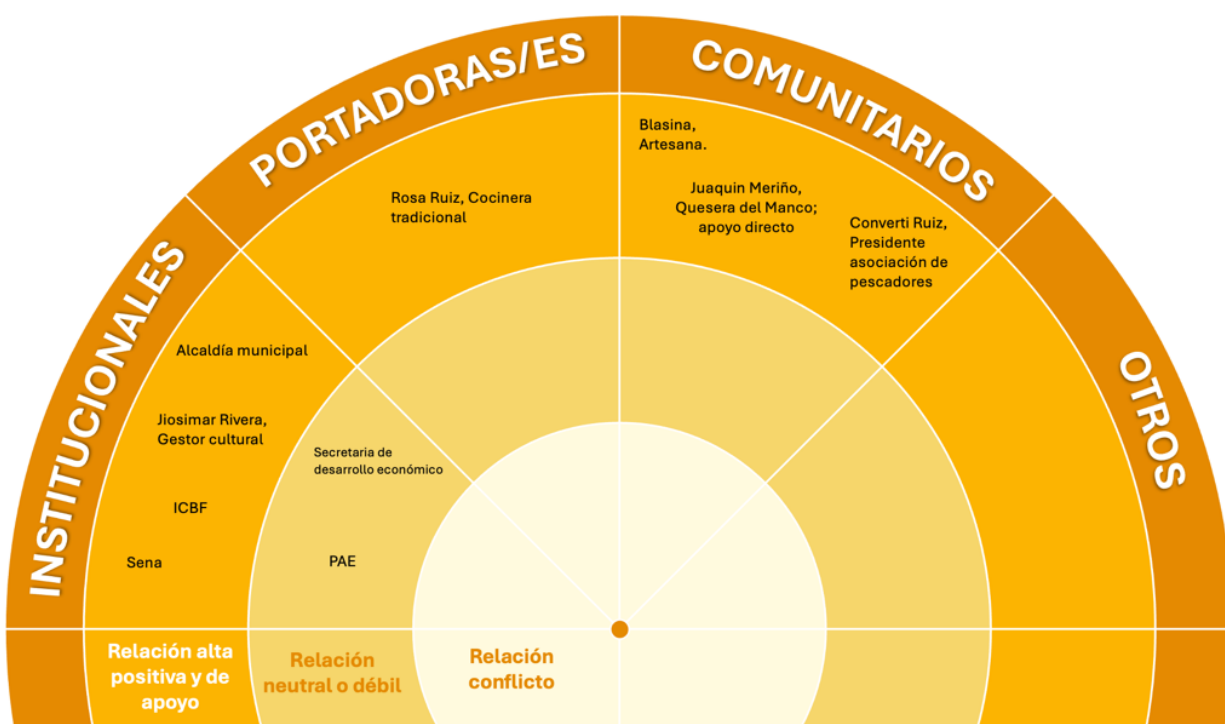 PORTADORAS/ES
COMUNITARIOS
INSTITUCIONALES
OTROS
Blasina,
Artesana.
Juaquin Meriño,
Quesera del Manco;
apoyo directo
Rosa Ruiz, Cocinera
tradicional
Converti Ruiz,
Presidente
asociación de
pescadores
Alcaldía municipal
Jiosimar Rivera,
Gestor cultural
Secretaria de
desarrollo económico
ICBF
Sena
PAE
Relación alta
positiva y de
apoyo
Relación
neutral o débil
Relación
conflicto